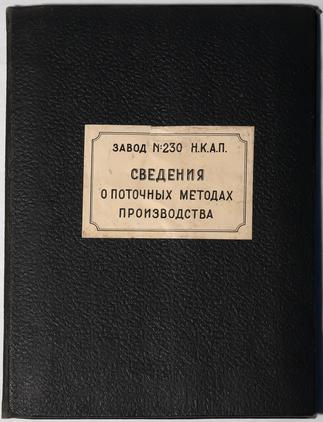 ЗАВОД №230 Н.К.А.П.
СВЕДЕНИЯ
О ПОТОЧНЫХ МЕТОДАХ
ПРОИЗВОДСТВА